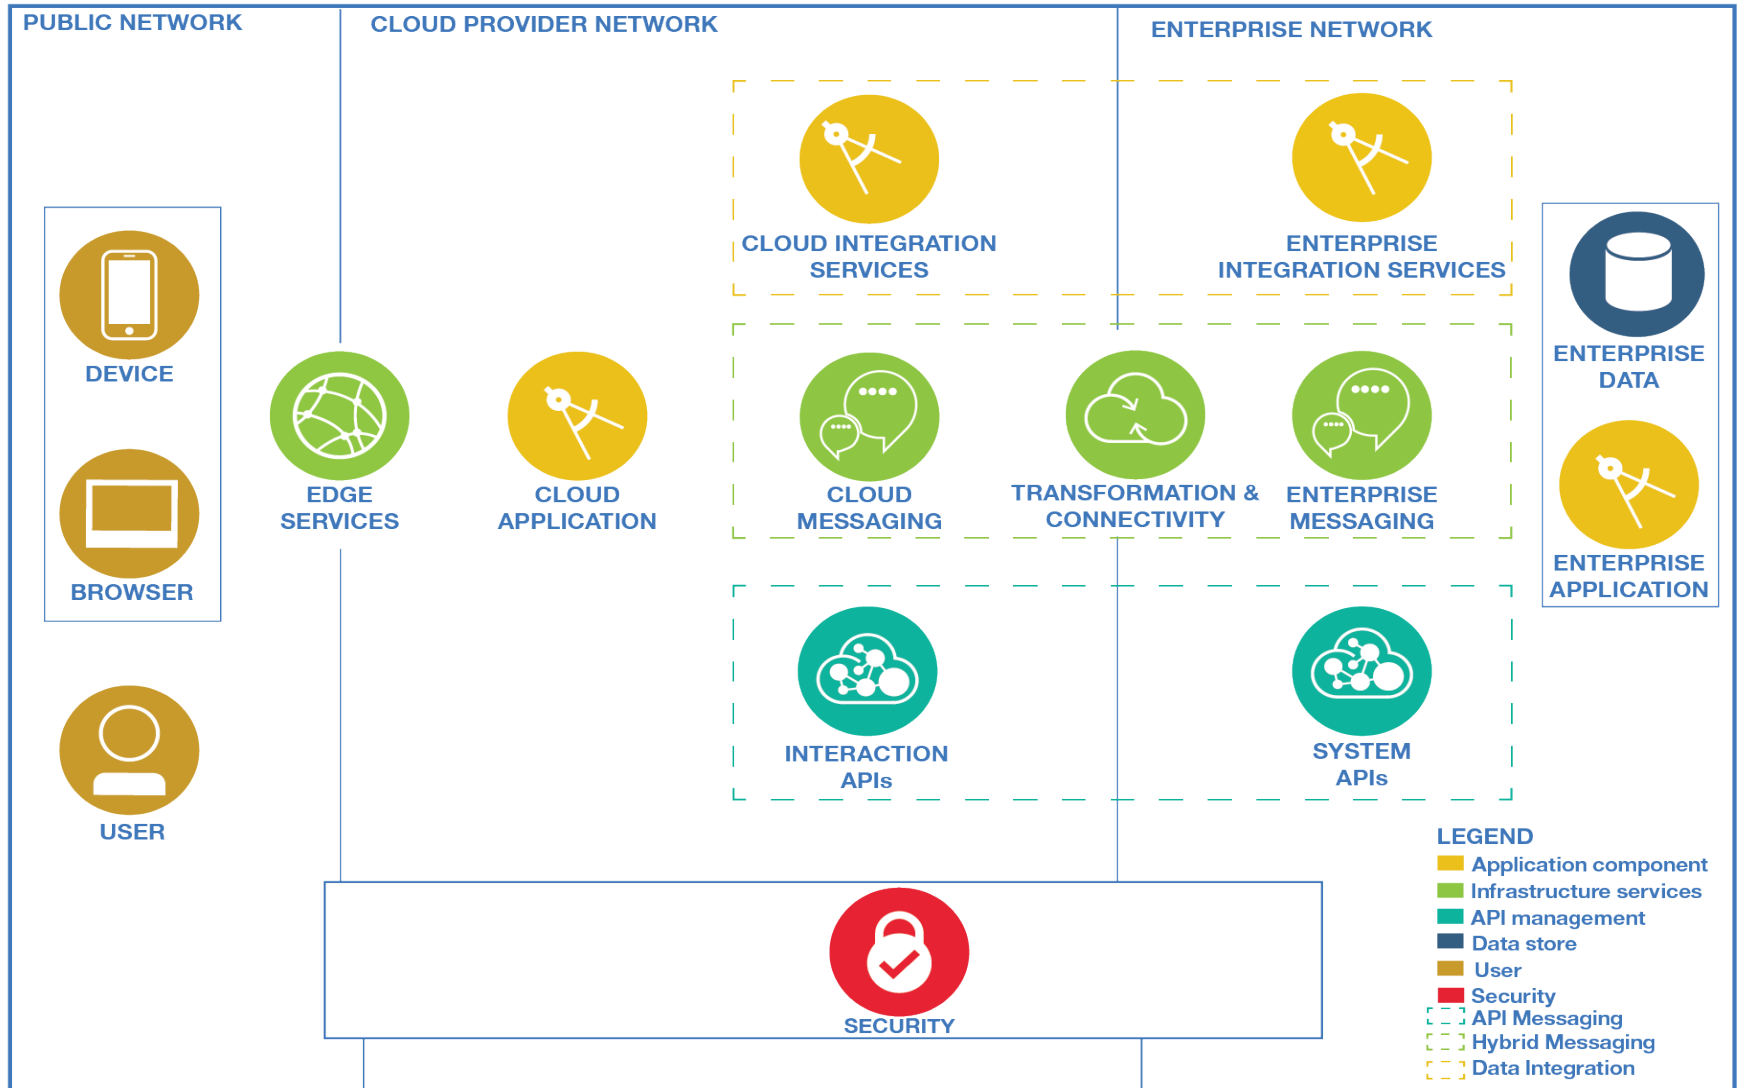 PUBLIC NETWORK
CLOUD PROVIDER NETWORK
ENTERPRISE NETWORK
CLOUD INTEGRATION
SERVICES
ENTERPRISE
INTEGRATION SERVICES
DEVICE
ENTERPRISE
DATA
EDGE
SERVICES
CLOUD
APPLICATION
CLOUD
MESSAGING
TRANSFORMATION &
CONNECTIVITY
ENTERPRISE
MESSAGING
BROWSER
ENTERPRISE
APPLICATION
INTERACTION
APIs
SYSTEM
APIs
USER
SECURITY
LEGEND
Application component
Infrastructure services
API management
Data store
User
Security
API Messaging
Hybrid Messaging
Data Integration